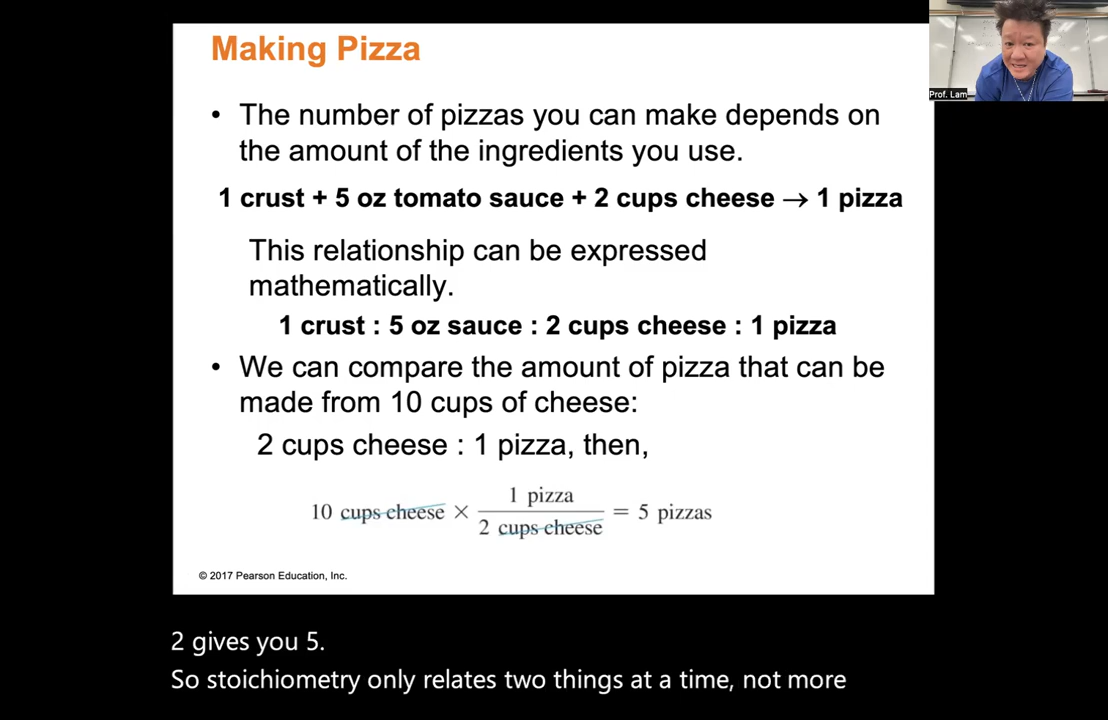 Making Pizza
• The number of pizzas you can make depends on
the amount of the ingredients you use.
1 crust + 5 oz tomato sauce + 2 cups cheese → 1 pizza
This relationship can be expressed
mathematically.
1 crust : 5 oz sauce : 2 cups cheese : 1 pizza
• We can compare the amount of pizza that can be
made from 10 cups of cheese:
2 cups cheese : 1 pizza, then,
10 cups cheese × 1 pizza / 2 cups cheese = 5 pizzas
© 2017 Pearson Education, Inc.
Prof. Lam
2 gives you 5.
So stoichiometry only relates two things at a time, not more